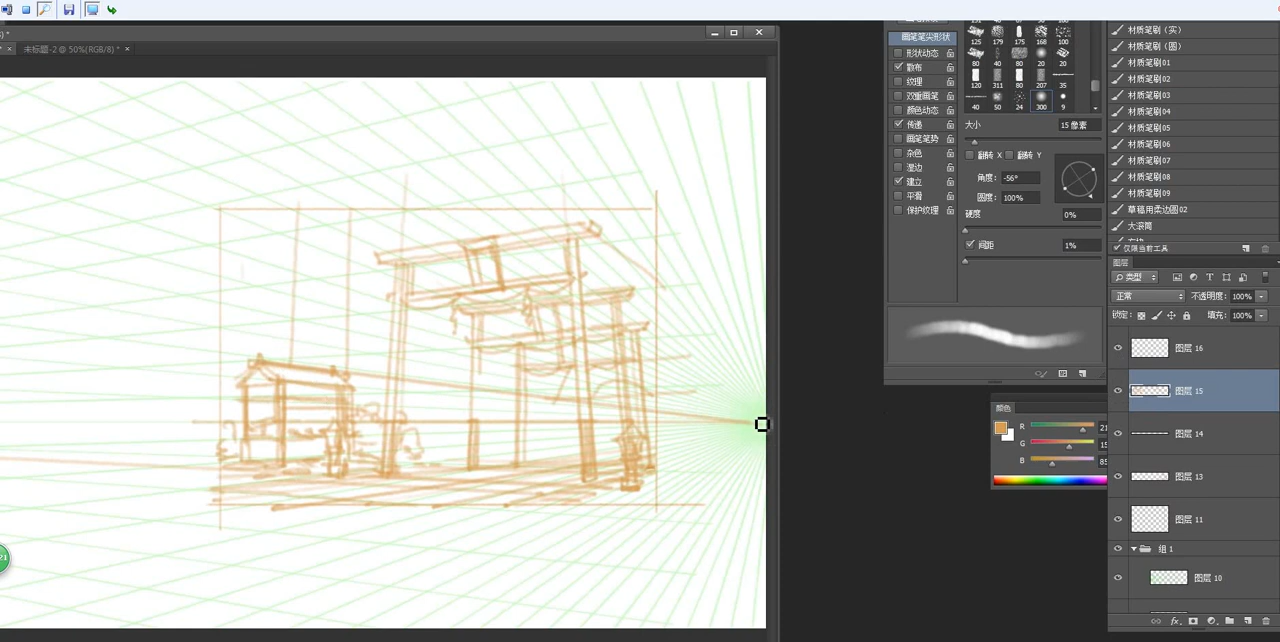 )*
× 未标题-2 @ 50%(RGB/8) * ×
画笔笔尖形状
形状动态
散布
纹理
双重画笔
颜色动态
传递
画笔笔势
杂色
湿边
建立
平滑
保护纹理
125 179 175 168 100
80 40 80 20 20
120 311 80 207 35
40 50 24 300 9
大小 15 像素
翻转 X 翻转 Y
角度: -56°
圆度: 100%
硬度 0%
间距 1%
颜色
R 21
G 15
B 85
材质笔刷(实)
材质笔刷(圆)
材质笔刷01
材质笔刷02
材质笔刷03
材质笔刷04
材质笔刷05
材质笔刷06
材质笔刷07
材质笔刷08
材质笔刷09
草稿用柔边圆02
大滚筒
仅限当前工具
图层
类型
正常 不透明度: 100%
锁定: 填充: 100%
图层 16
图层 15
图层 14
图层 13
图层 11
组 1
图层 10
fx
21